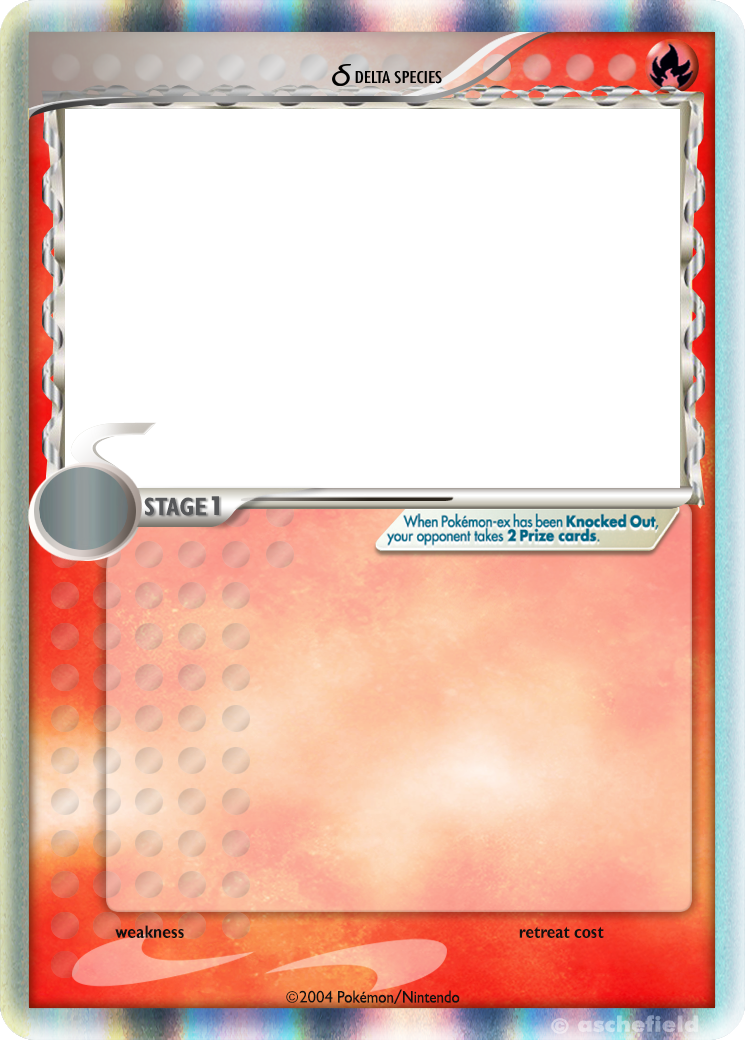 δ DELTA SPECIES
STAGE 1
When Pokémon-ex has been Knocked Out,
your opponent takes 2 Prize cards.
weakness
retreat cost
©2004 Pokémon/Nintendo
© aschefield